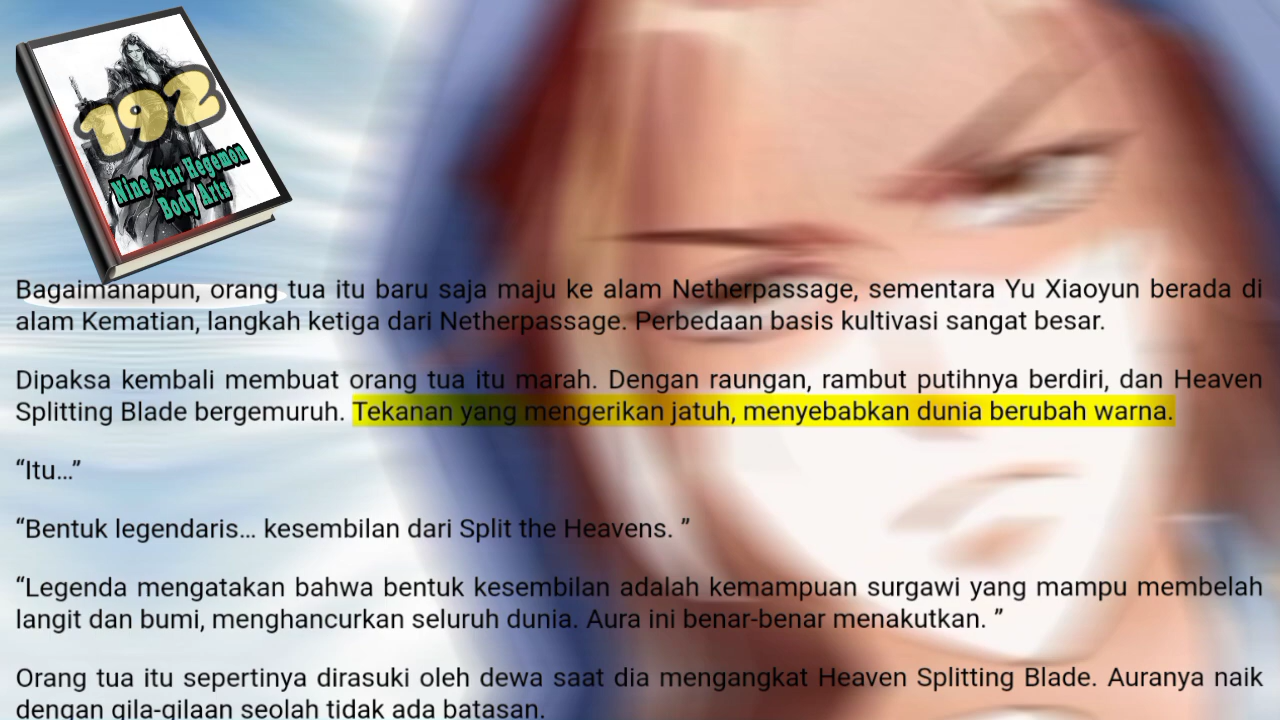 192
Nine Star Hegemon
Body Arts
Bagaimanapun, orang tua itu baru saja maju ke alam Netherpassage, sementara Yu Xiaoyun berada di
alam Kematian, langkah ketiga dari Netherpassage. Perbedaan basis kultivasi sangat besar.
Dipaksa kembali membuat orang tua itu marah. Dengan raungan, rambut putihnya berdiri, dan Heaven
Splitting Blade bergemuruh. Tekanan yang mengerikan jatuh, menyebabkan dunia berubah warna.
“Itu…”
“Bentuk legendaris… kesembilan dari Split the Heavens. ”
“Legenda mengatakan bahwa bentuk kesembilan adalah kemampuan surgawi yang mampu membelah
langit dan bumi, menghancurkan seluruh dunia. Aura ini benar-benar menakutkan. ”
Orang tua itu sepertinya dirasuki oleh dewa saat dia mengangkat Heaven Splitting Blade. Auranya naik
dengan gila-gilaan seolah tidak ada batasan.